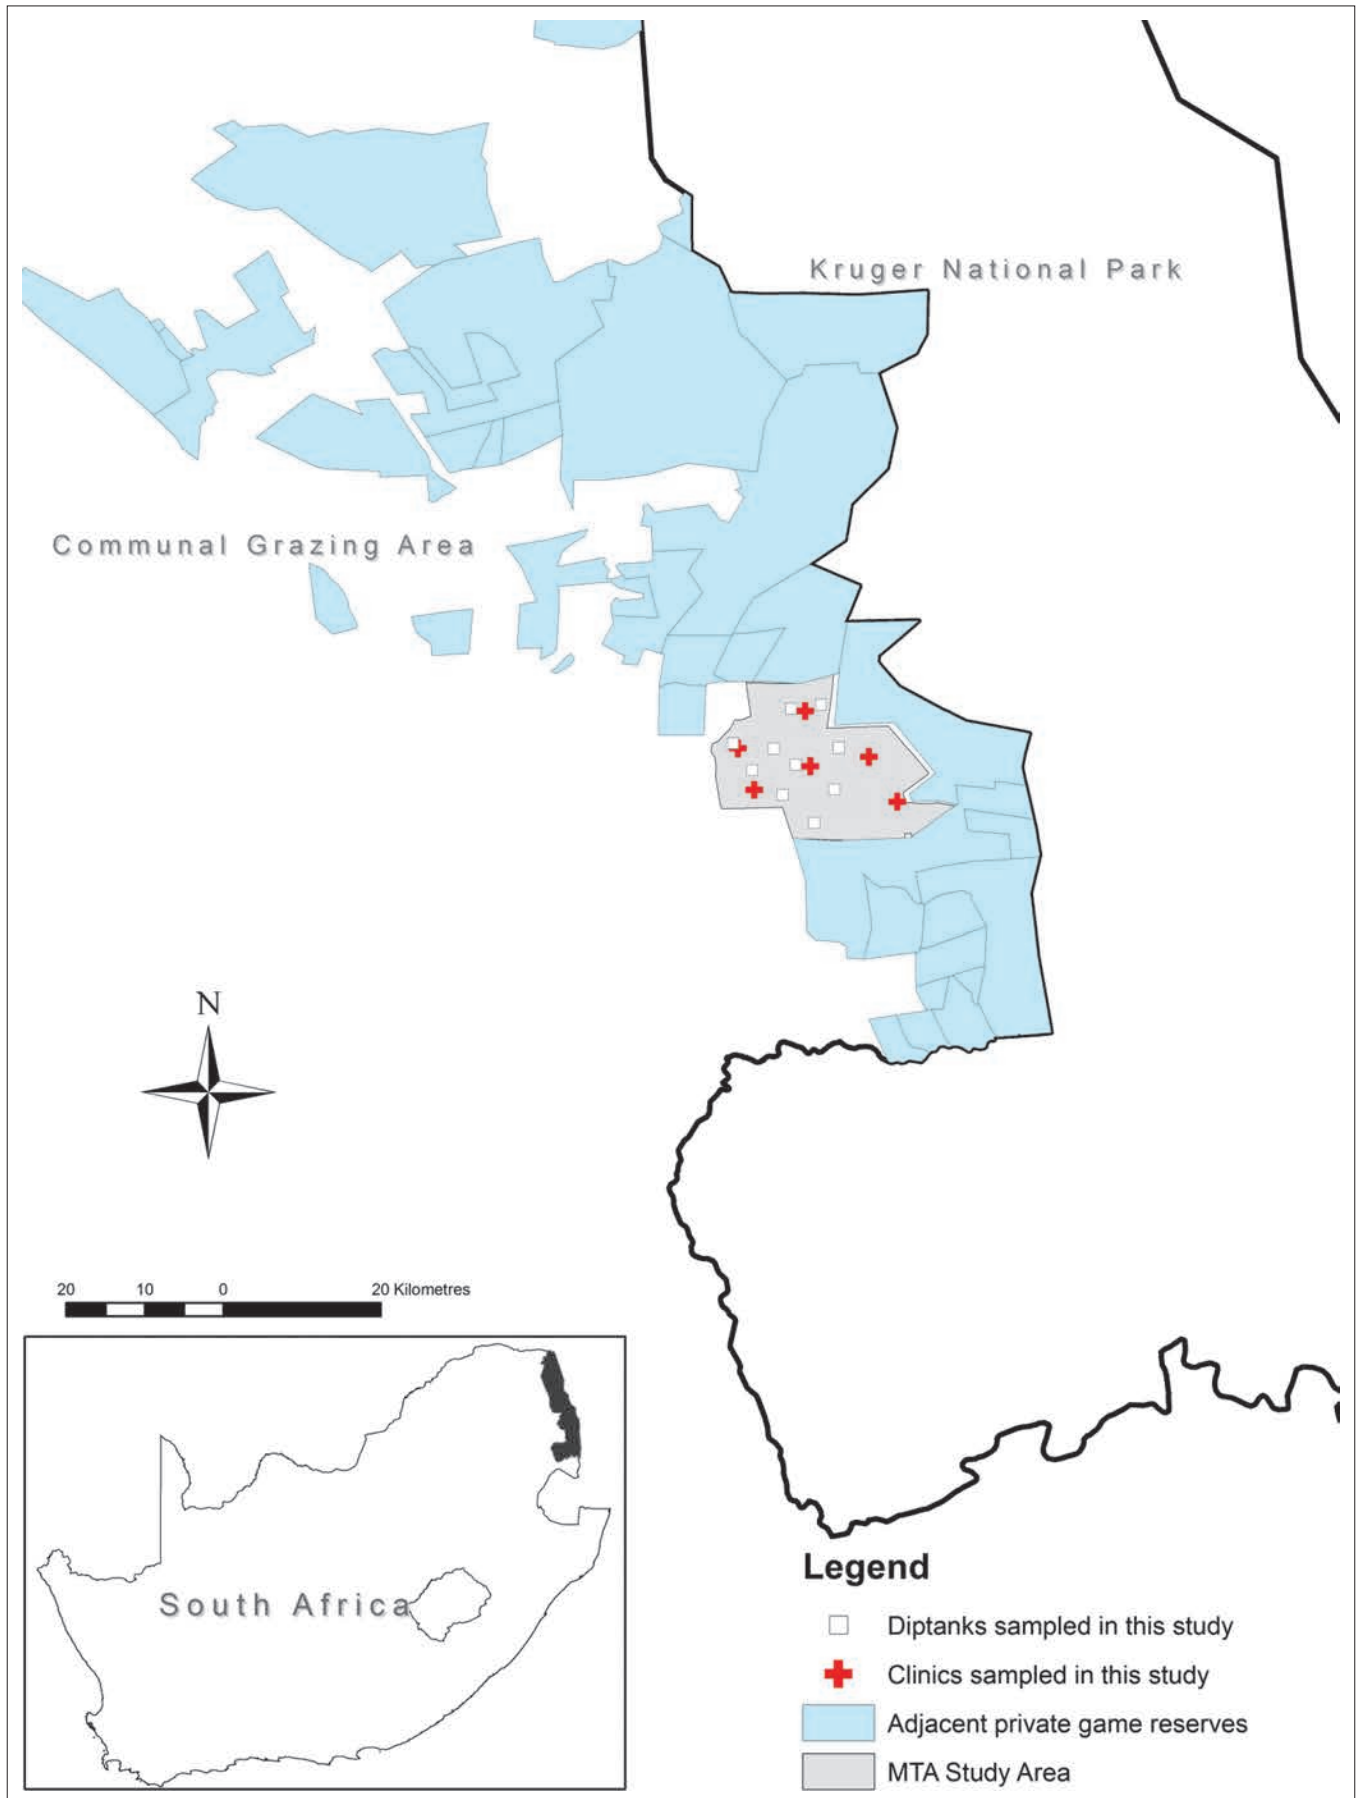 Kruger National Park
Communal Grazing Area
N
20 10 0 20 Kilometres
South Africa
Legend
Diptanks sampled in this study
Clinics sampled in this study
Adjacent private game reserves
MTA Study Area